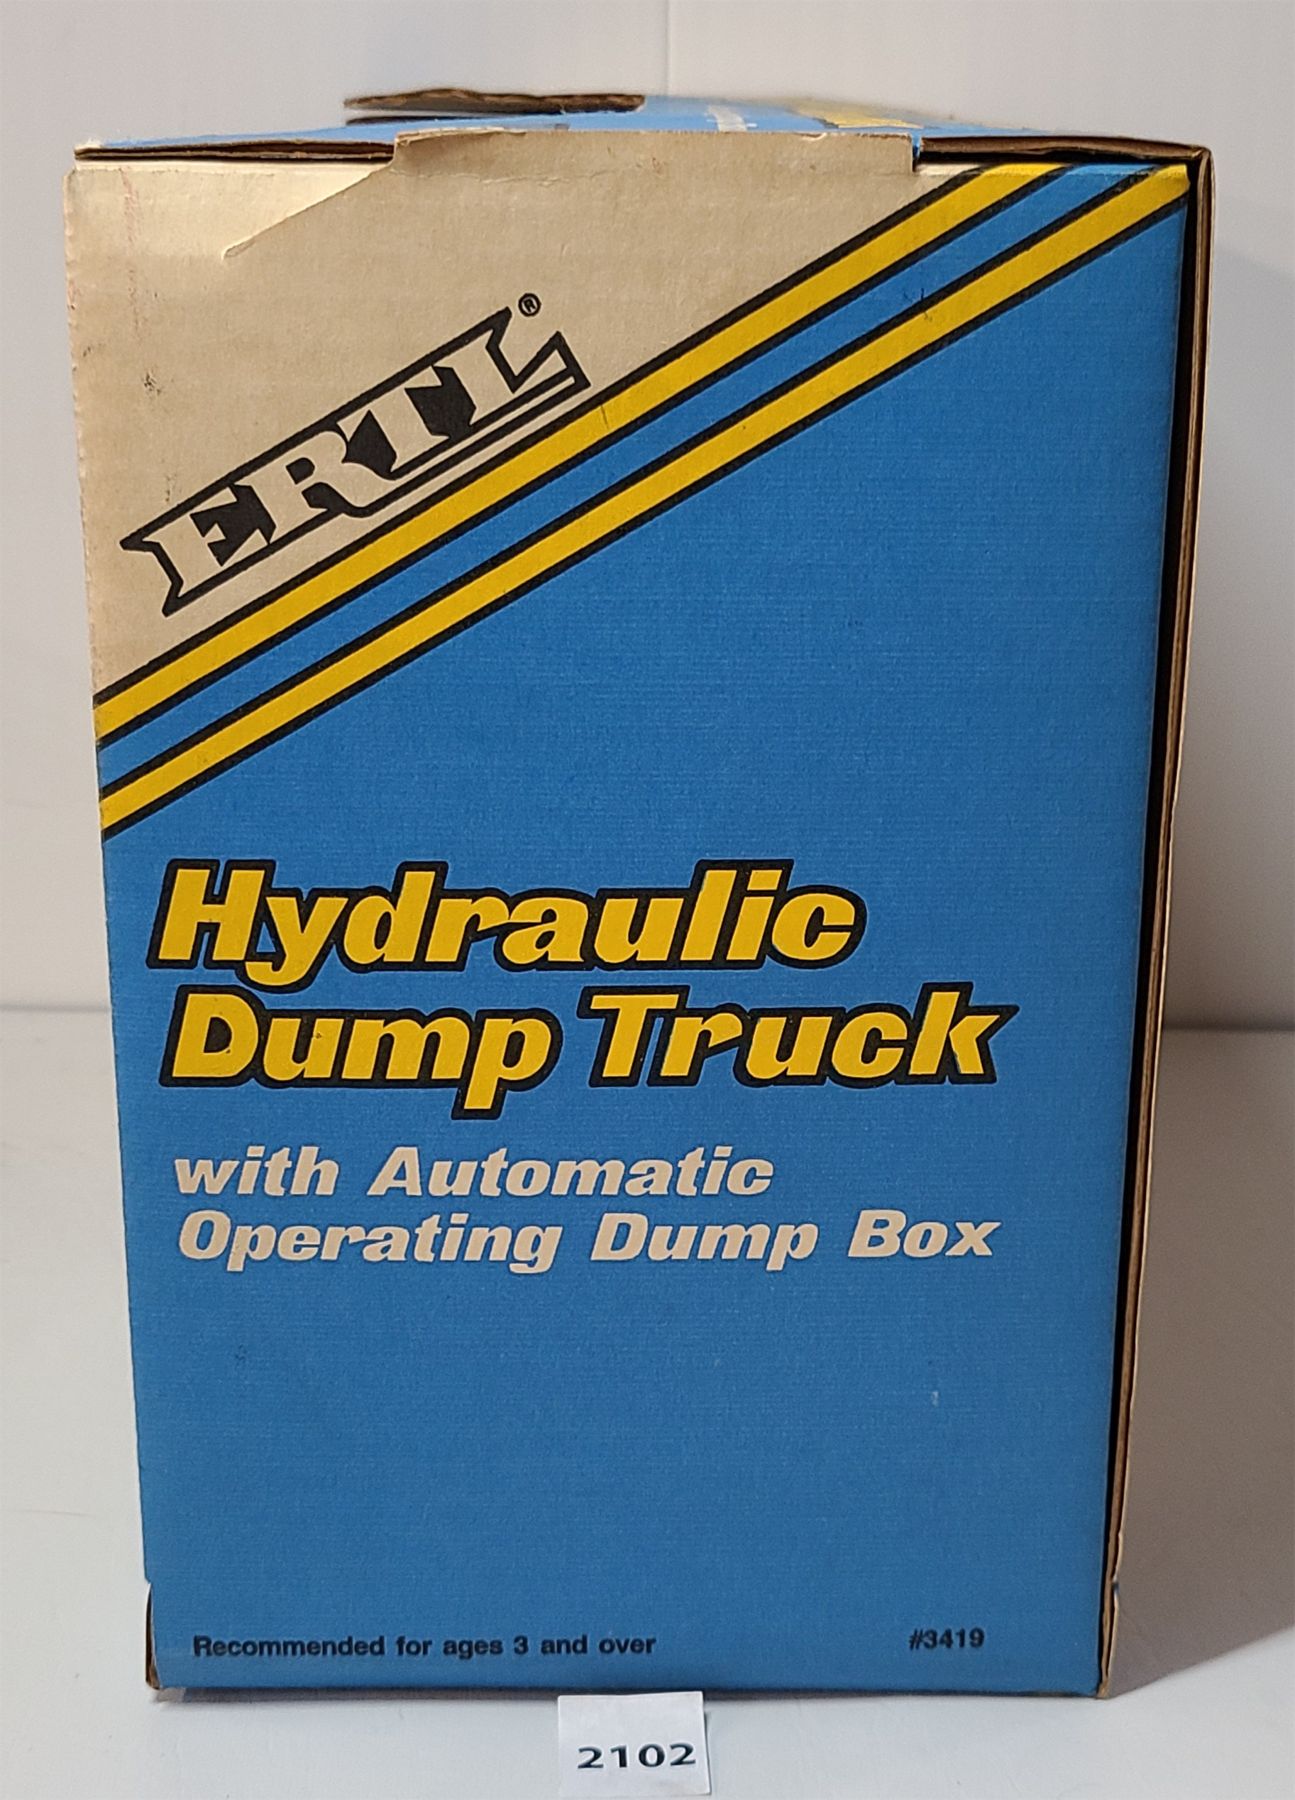 ERTL®
Hydraulic
Dump Truck
with Automatic
Operating Dump Box
Recommended for ages 3 and over
#3419
2102